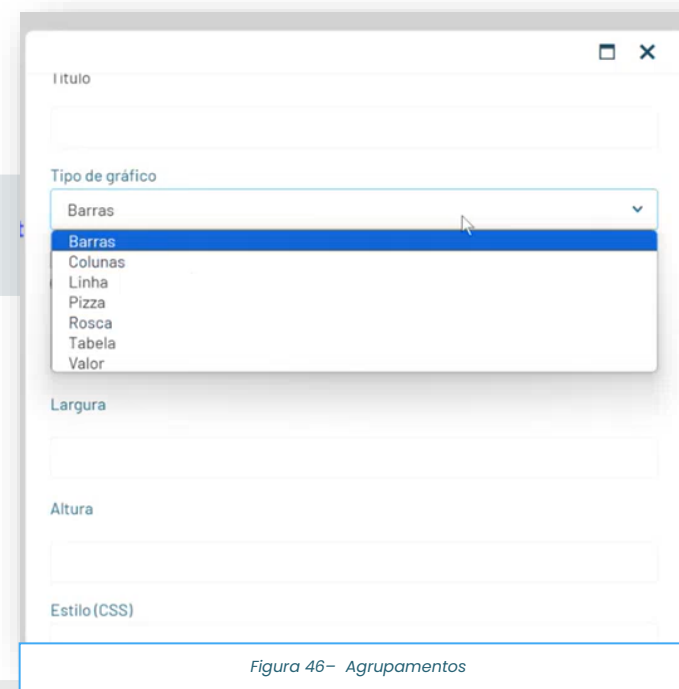 Título
Tipo de gráfico
Barras
Barras
Colunas
Linha
Pizza
Rosca
Tabela
Valor
Largura
Altura
Estilo (CSS)
Figura 46– Agrupamentos